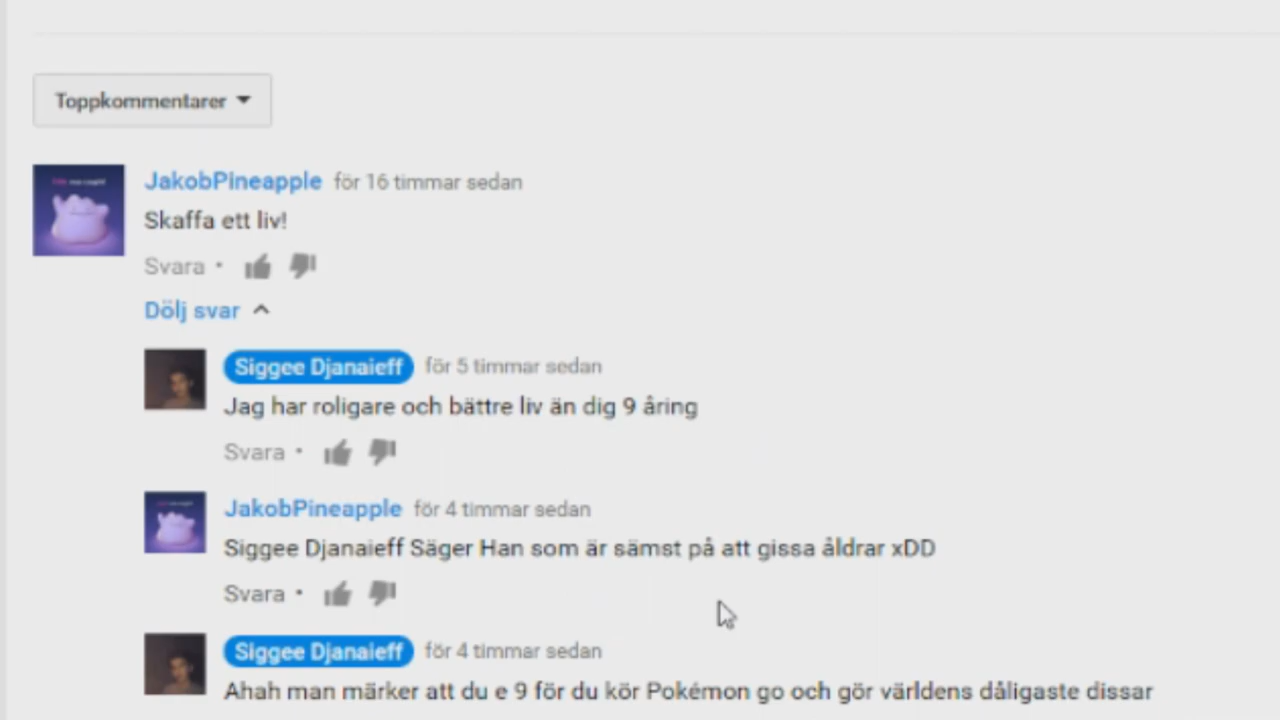 Toppkommentarer
JakobPineapple för 16 timmar sedan
Skaffa ett liv!
Svara •
Dölj svar
Siggee Djanaieff för 5 timmar sedan
Jag har roligare och bättre liv än dig 9 åring
Svara •
JakobPineapple för 4 timmar sedan
Siggee Djanaieff Säger Han som är sämst på att gissa åldrar xDD
Svara •
Siggee Djanaieff för 4 timmar sedan
Ahah man märker att du e 9 för du kör Pokémon go och gör världens dåligaste dissar